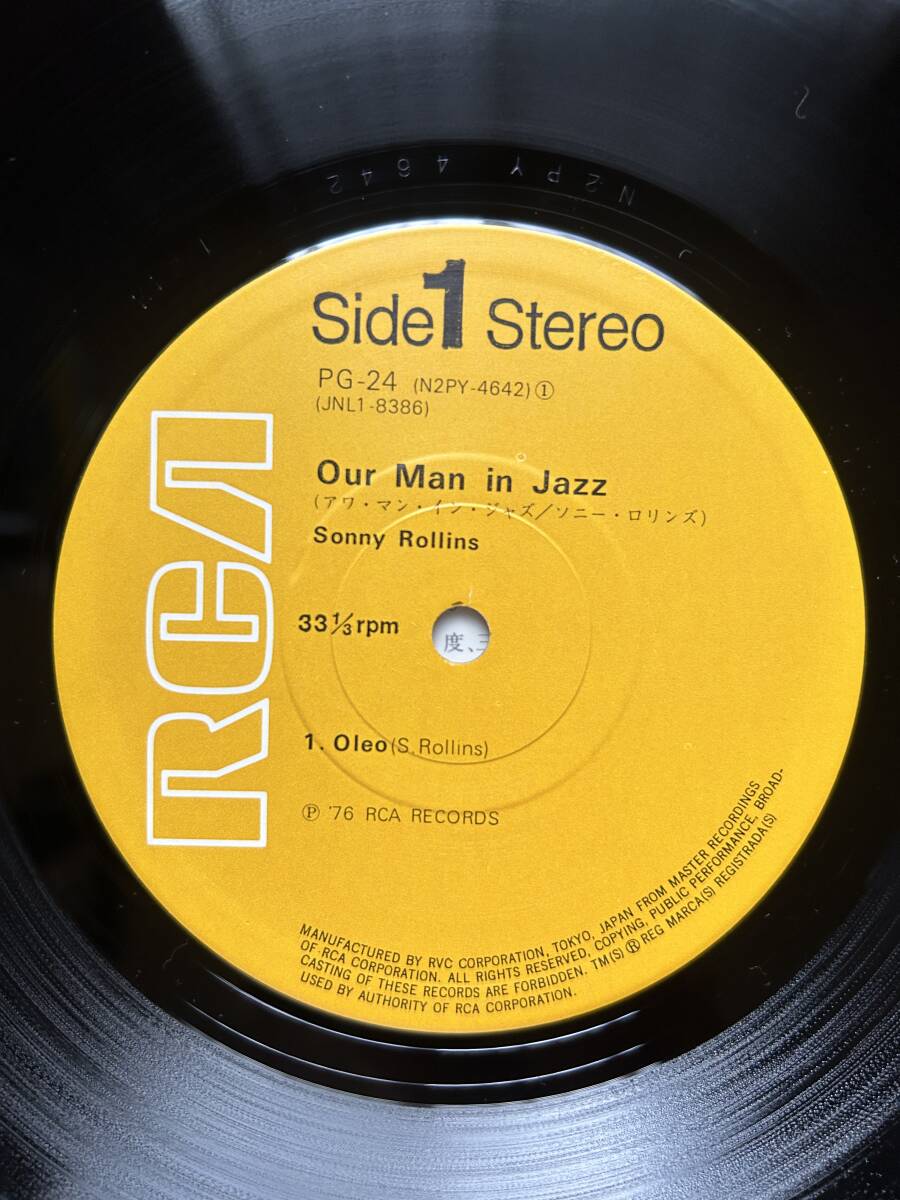 N2PY 4642
Side 1 Stereo
PG-24 (N2PY-4642)①
(JNL1-8386)
Our Man in Jazz
(アワ・マン・イン・ジャズ/ソニー・ロリンズ)
Sonny Rollins
33⅓rpm
度、三
RCA
1. Oleo (S. Rollins)
Ⓟ '76 RCA RECORDS
MANUFACTURED BY RVC CORPORATION, TOKYO, JAPAN FROM MASTER RECORDINGS
OF RCA CORPORATION. ALL RIGHTS RESERVED, COPYING, PUBLIC PERFORMANCE, BROAD-
CASTING OF THESE RECORDS ARE FORBIDDEN. TM(S) ® REG MARCA(S) REGISTRADA(S)
USED BY AUTHORITY OF RCA CORPORATION.